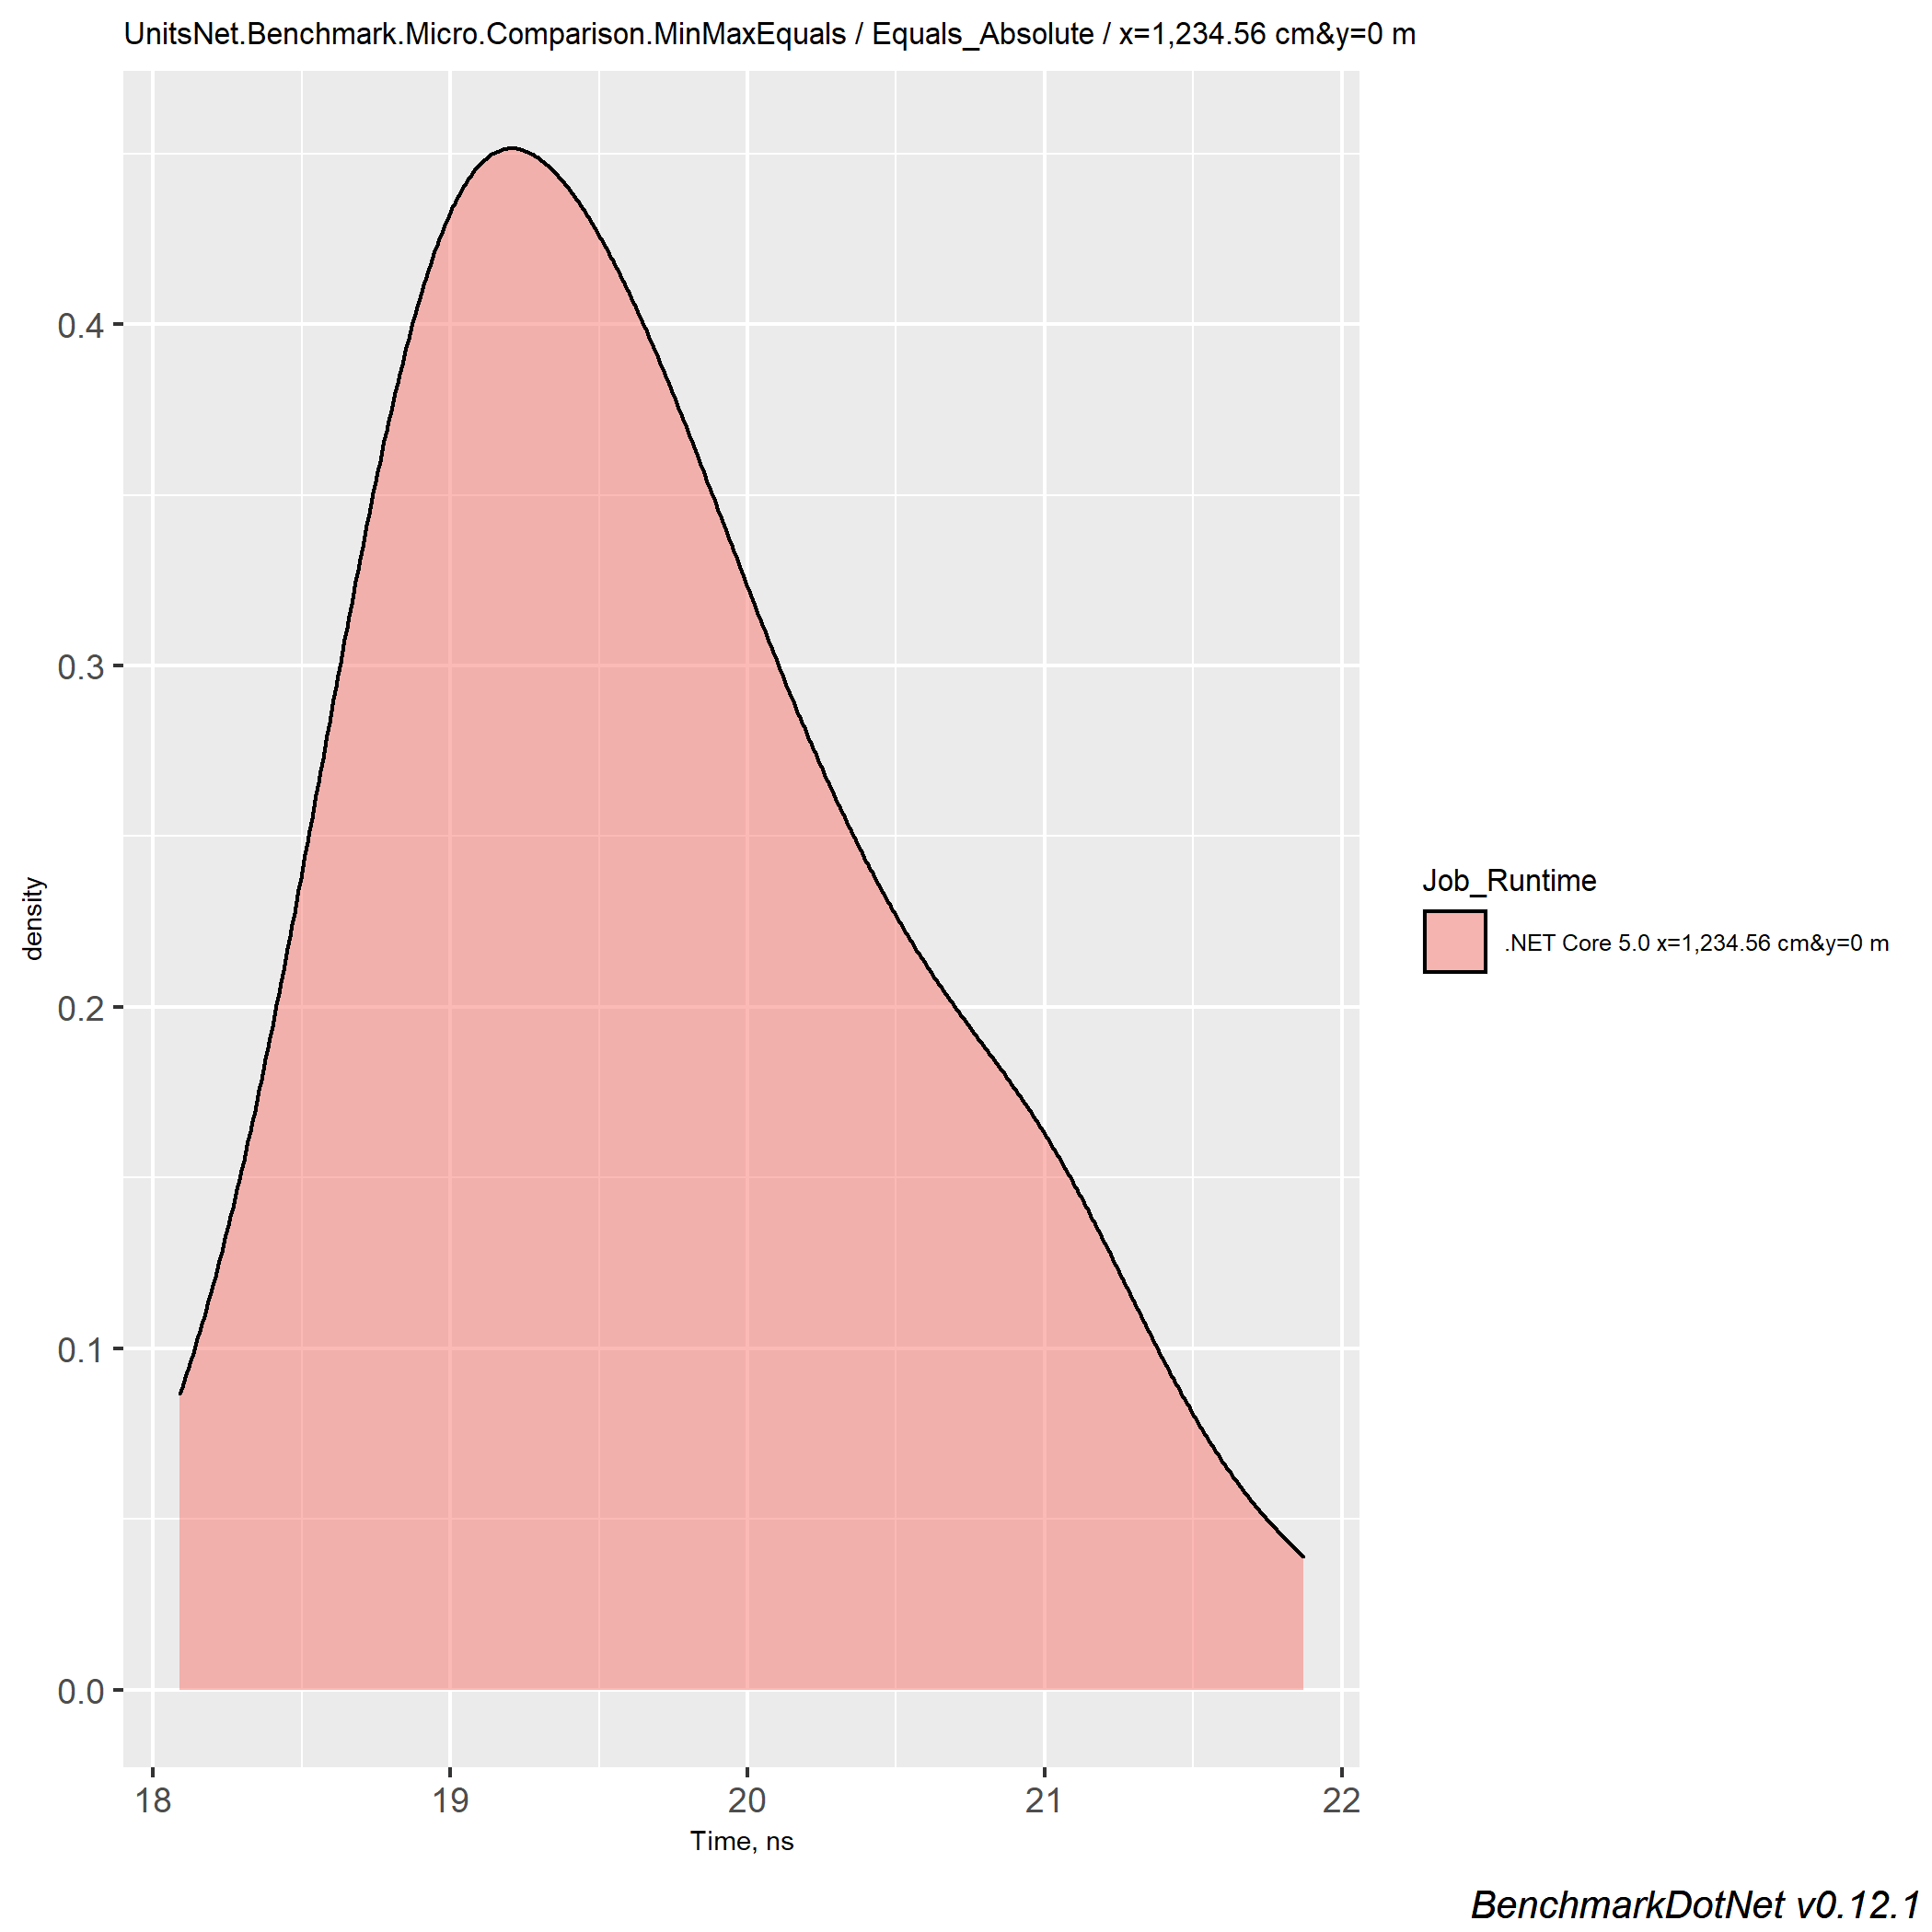 UnitsNet.Benchmark.Micro.Comparison.MinMaxEquals / Equals_Absolute / x=1,234.56 cm&y=0 m
0.4
0.3
0.2
0.1
0.0
density
18 19 20 21 22
Time, ns
Job_Runtime
.NET Core 5.0 x=1,234.56 cm&y=0 m
BenchmarkDotNet v0.12.1